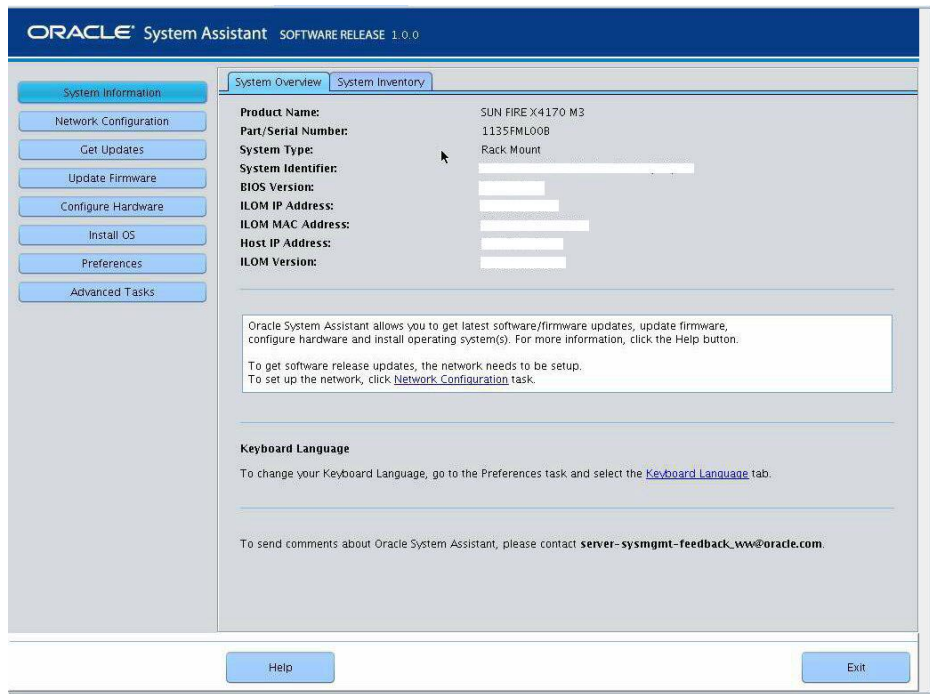 ORACLE® System Assistant SOFTWARE RELEASE 1.0.0
System Information
Network Configuration
Get Updates
Update Firmware
Configure Hardware
Install OS
Preferences
Advanced Tasks
System Overview System Inventory
Product Name: SUN FIRE X4170 M3
Part/Serial Number: 1135FML00B
System Type: Rack Mount
System Identifier:
BIOS Version:
ILOM IP Address:
ILOM MAC Address:
Host IP Address:
ILOM Version:
Oracle System Assistant allows you to get latest software/firmware updates, update firmware,
configure hardware and install operating system(s). For more information, click the Help button.
To get software release updates, the network needs to be setup.
To set up the network, click Network Configuration task.
Keyboard Language
To change your Keyboard Language, go to the Preferences task and select the Keyboard Language tab.
To send comments about Oracle System Assistant, please contact server-sysmgmt-feedback_ww@oracle.com.
Help
Exit